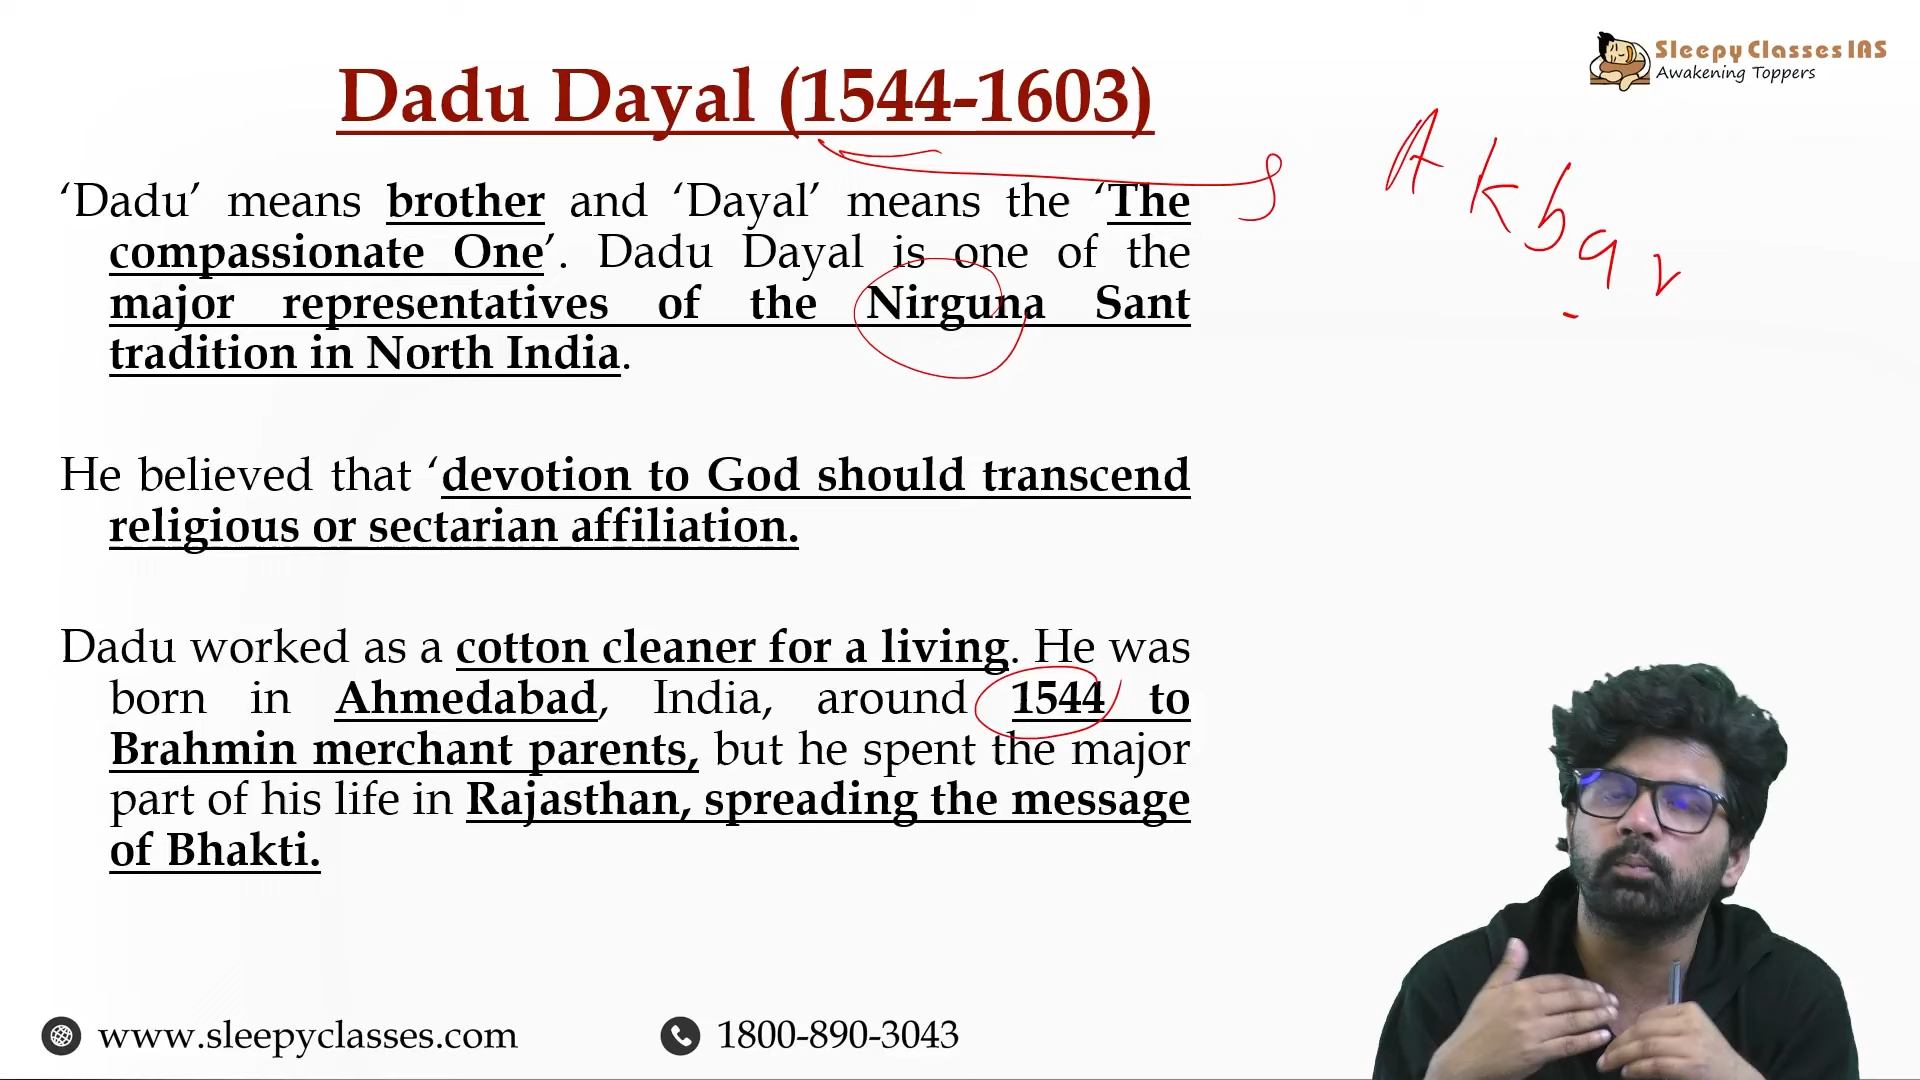 Sleepy Classes IAS
Awakening Toppers
Dadu Dayal (1544-1603)
Akbar
‘Dadu’ means brother and ‘Dayal’ means the ‘The
compassionate One’. Dadu Dayal is one of the
major representatives of the Nirguna Sant
tradition in North India.
He believed that ‘devotion to God should transcend
religious or sectarian affiliation.
Dadu worked as a cotton cleaner for a living. He was
born in Ahmedabad, India, around 1544 to
Brahmin merchant parents, but he spent the major
part of his life in Rajasthan, spreading the message
of Bhakti.
www.sleepyclasses.com
1800-890-3043